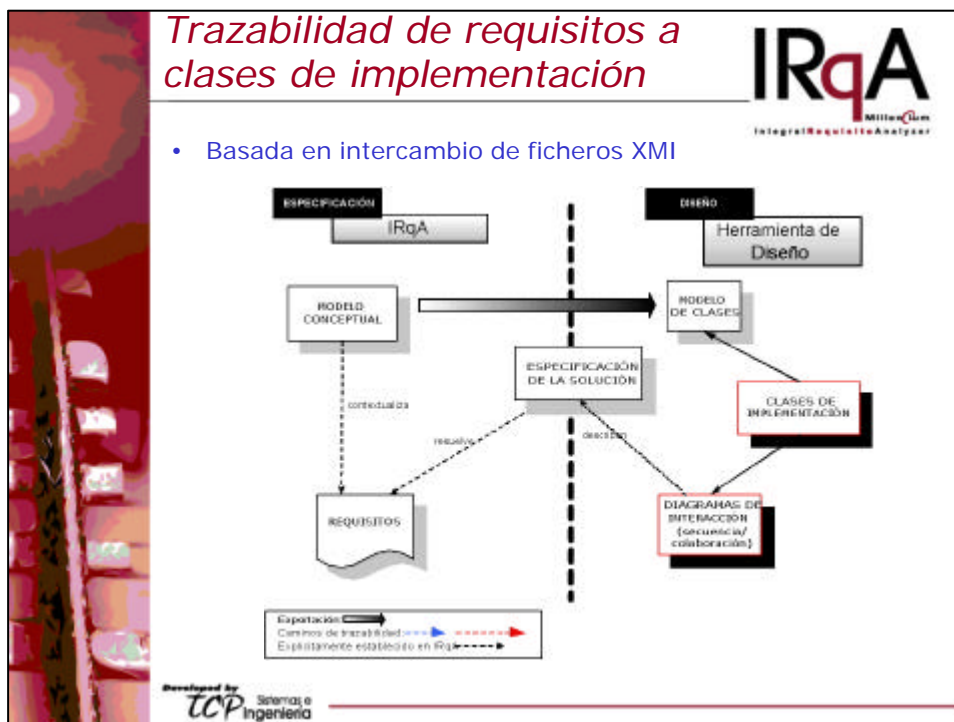 Trazabilidad de requisitos a
clases de implementación
IRqA
Millenium
IntegralRequisiteAnalyzer
• Basada en intercambio de ficheros XMI
ESPECIFICACIÓN
IRqA
DISEÑO
Herramienta de
Diseño
MODELO
CONCEPTUAL
MODELO
DE CLASES
ESPECIFICACIÓN
DE LA SOLUCIÓN
CLASES DE
IMPLEMENTACIÓN
contextualiza
resuelve
describen
REQUISITOS
DIAGRAMAS DE
INTERACCIÓN
(secuencia/
colaboración)
Exportación:
Caminos de trazabilidad:
Explícitamente establecido en IRqA
Developed by
TCP Sistemas e
Ingeniería